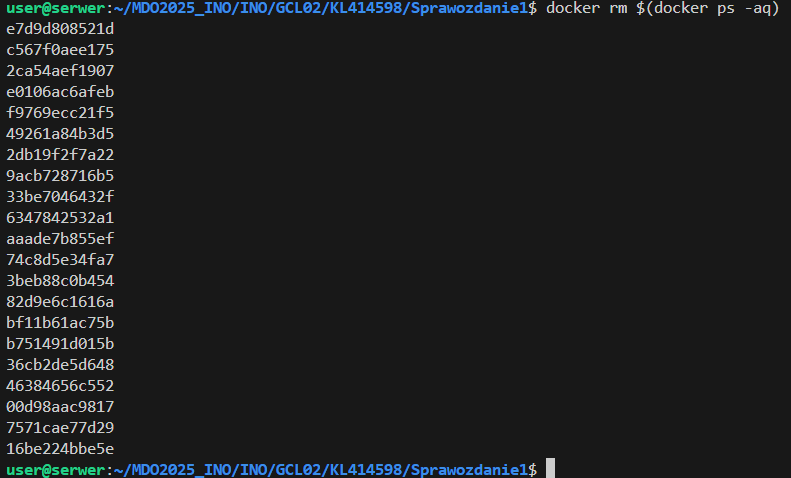 user@serwer:~/MDO2025_INO/INO/GCL02/KL414598/Sprawozdanie1$ docker rm $(docker ps -aq)
e7d9d808521d
c567f0aee175
2ca54aef1907
e0106ac6afeb
f9769ecc21f5
49261a84b3d5
2db19f2f7a22
9acb728716b5
33be7046432f
6347842532a1
aaade7b855ef
74c8d5e34fa7
3beb88c0b454
82d9e6c1616a
bf11b61ac75b
b751491d015b
36cb2de5d648
46384656c552
00d98aac9817
7571cae77d29
16be224bbe5e
user@serwer:~/MDO2025_INO/INO/GCL02/KL414598/Sprawozdanie1$